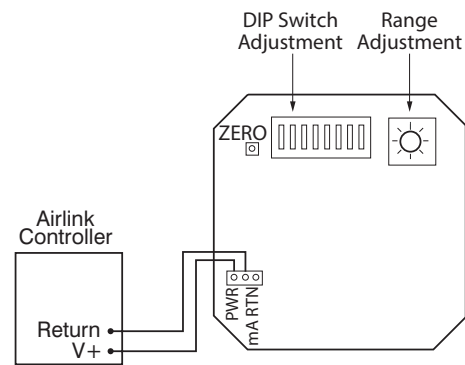 DIP Switch
Adjustment
Range
Adjustment
ZERO
Airlink
Controller
PWR
mA RTN
Return
V+